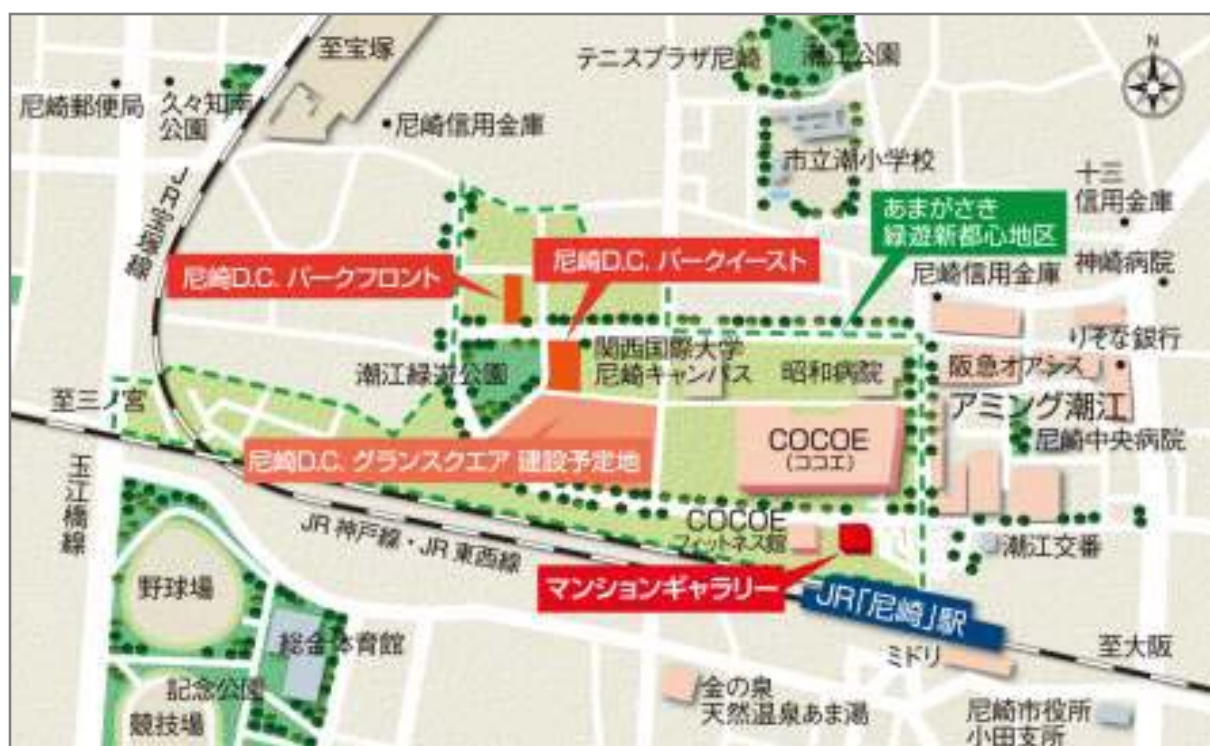 至宝塚
テニスプラザ尼崎
潮江公園
N
尼崎郵便局
久々知南
公園
尼崎信用金庫
市立潮小学校
十三
信用金庫
JR宝塚線
あまがさき
緑遊新都心地区
尼崎D.C. パークフロント
尼崎D.C. パークイースト
尼崎信用金庫
神崎病院
りそな銀行
関西国際大学
尼崎キャンパス
昭和病院
阪急オアシス
潮江緑遊公園
至三ノ宮
アミング潮江
尼崎中央病院
COCOE
(ココエ)
尼崎D.C. グランスクエア 建設予定地
玉江橋線
JR神戸線・JR東西線
COCOE
フィットネス館
潮江交番
マンションギャラリー
JR「尼崎」駅
野球場
総合体育館
記念公園
競技場
ミドリ
至大阪
金の泉
天然温泉あま湯
尼崎市役所
小田支所